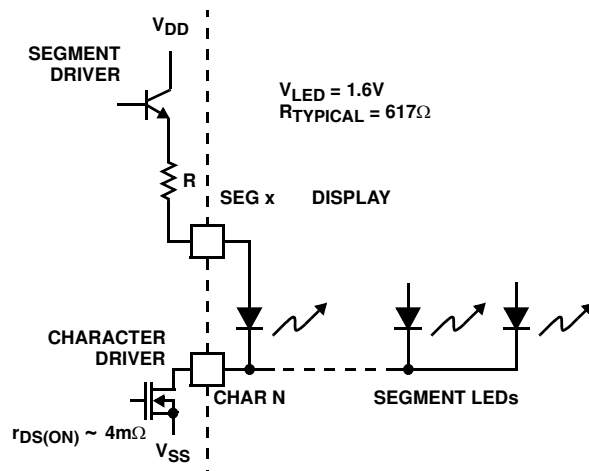 V_DD
SEGMENT
DRIVER
V_LED = 1.6V
R_TYPICAL = 617Ω
R
SEG x
DISPLAY
CHARACTER
DRIVER
CHAR N
SEGMENT LEDs
r_DS(ON) ~ 4mΩ
V_SS